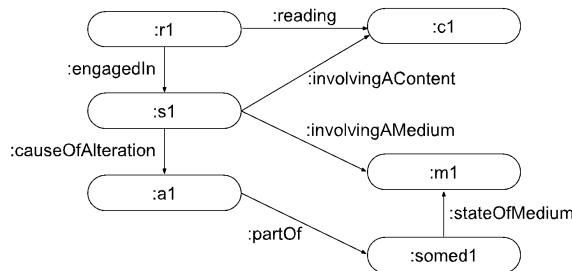 :reading
:r1
:c1
:engagedIn
:involvingAContent
:s1
:involvingAMedium
:causeOfAlteration
:m1
:a1
:stateOfMedium
:partOf
:somed1